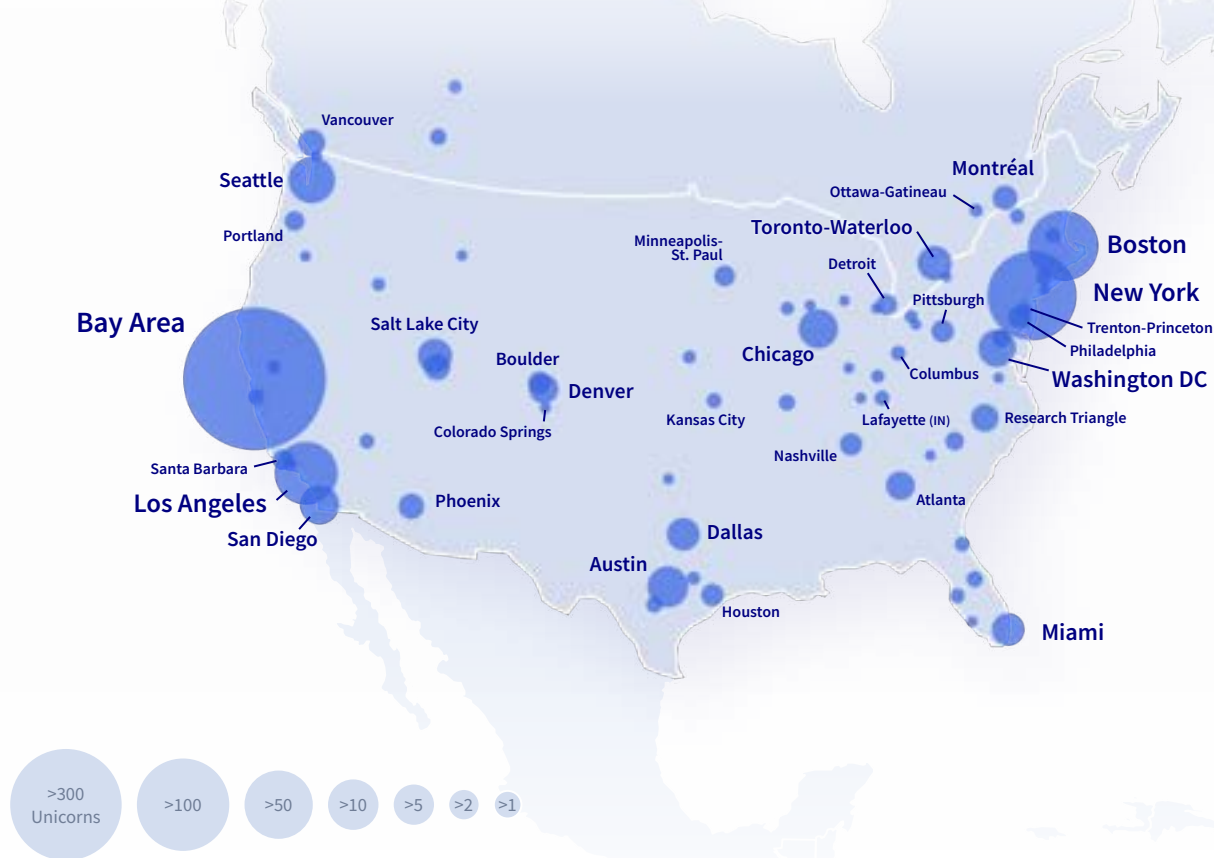 Vancouver
Montréal
Seattle
Ottawa-Gatineau
Toronto-Waterloo
Portland
Minneapolis-
St. Paul
Boston
Detroit
New York
Pittsburgh
Bay Area
Salt Lake City
Trenton-Princeton
Philadelphia
Chicago
Boulder
Columbus
Washington DC
Denver
Kansas City
Lafayette (IN)
Research Triangle
Colorado Springs
Nashville
Santa Barbara
Los Angeles
Phoenix
Atlanta
San Diego
Dallas
Austin
Houston
Miami
>300
Unicorns
>100
>50
>10
>5
>2
>1